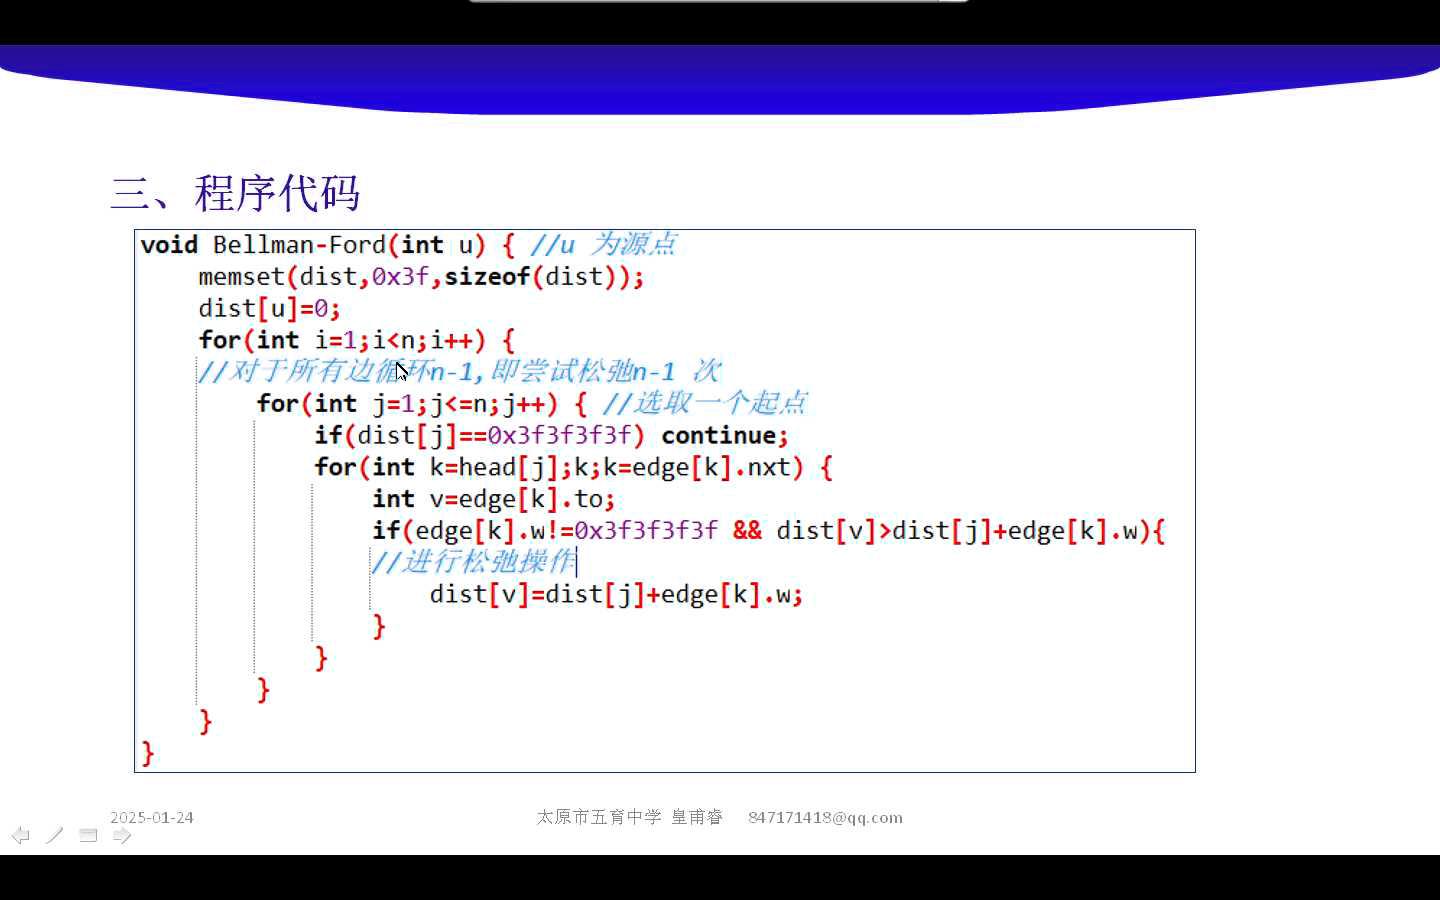 三、程序代码
void Bellman-Ford(int u) { //u 为源点
memset(dist,0x3f,sizeof(dist));
dist[u]=0;
for(int i=1;i<n;i++) {
//对于所有边循环n-1,即尝试松弛n-1 次
for(int j=1;j<=n;j++) { //选取一个起点
if(dist[j]==0x3f3f3f3f) continue;
for(int k=head[j];k;k=edge[k].nxt) {
int v=edge[k].to;
if(edge[k].w!=0x3f3f3f3f && dist[v]>dist[j]+edge[k].w){
//进行松弛操作
dist[v]=dist[j]+edge[k].w;
}
}
}
}
}
2025-01-24 太原市五育中学 皇甫睿 847171418@qq.com